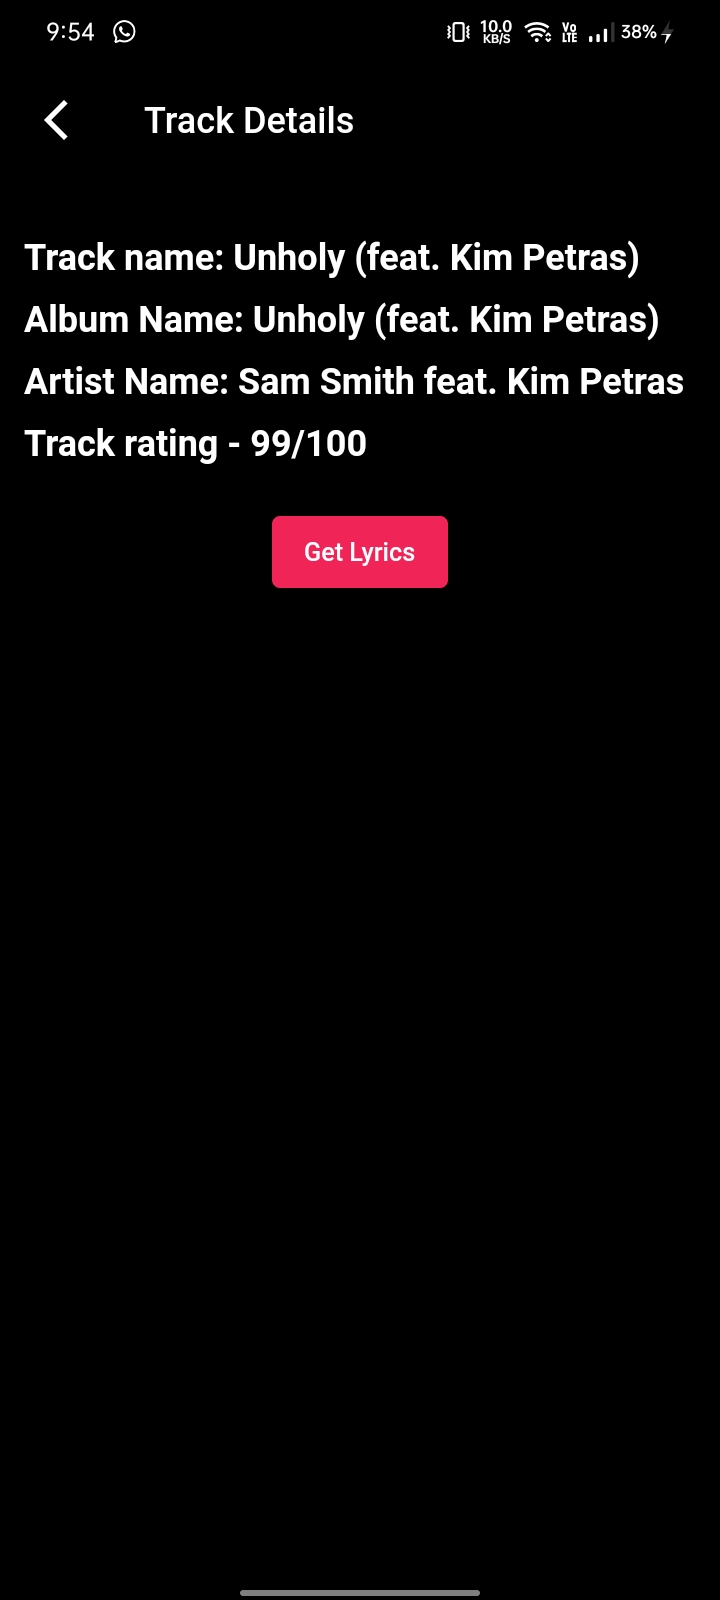 9:54 10.0 KB/S Vo LTE 38%
Track Details
Track name: Unholy (feat. Kim Petras)
Album Name: Unholy (feat. Kim Petras)
Artist Name: Sam Smith feat. Kim Petras
Track rating - 99/100
Get Lyrics